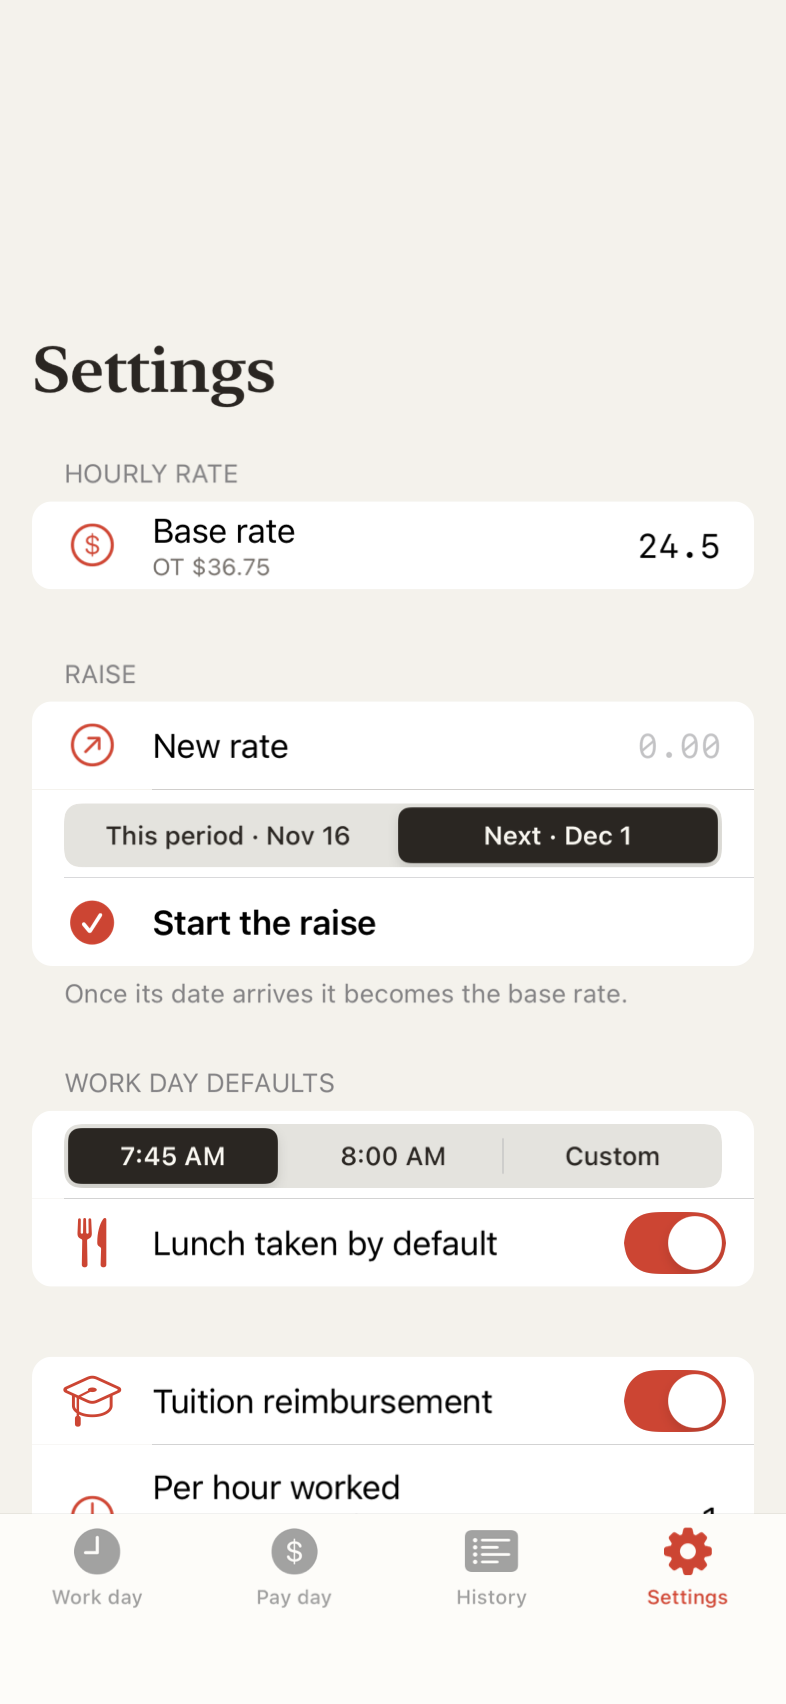 Settings
HOURLY RATE
Base rate
OT $36.75
24.5
RAISE
New rate
0.00
This period · Nov 16
Next · Dec 1
Start the raise
Once its date arrives it becomes the base rate.
WORK DAY DEFAULTS
7:45 AM
8:00 AM
Custom
Lunch taken by default
Tuition reimbursement
Per hour worked
Work day
Pay day
History
Settings